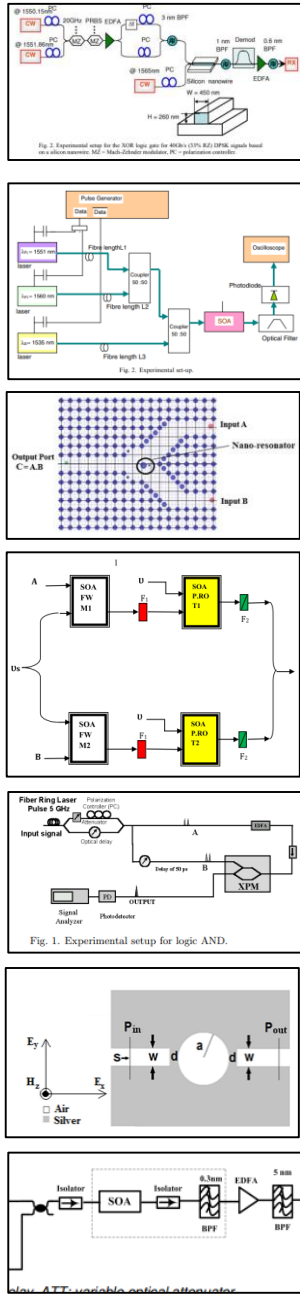 @ 1550.15nm
PC
CW
20GHz
PRBS
EDFA
Δt
PC
3 nm BPF
MZ
MZ
@1551.86nm
CW
PC
PC
PC
@ 1565nm
CW
1 nm
BPF
Demod
0.6 nm
BPF
Silicon nanowire
EDFA
RX
W = 450 nm
H = 260 nm
Fig. 2. Experimental setup for the XOR logic gate for 40Gb/s (33% RZ) DPSK signals based
on a silicon nanowire. MZ = Mach-Zehnder modulator, PC = polarization controller.
Pulse Generator
Data
Data
= 1551 nm
laser
Fibre lengthL1
Coupler
50 :50
= 1560 nm
laser
Fibre length L2
= 1535 nm
laser
Fibre length L3
Coupler
50 :50
SOA
Oscilloscope
Photodiode
Optical Filter
Fig. 2. Experimental set-up.
Input A
Nano-resonator
Output Port
C=A.B
Input B
1
A
SOA
FW
M1
F1
υ
SOA
P.RO
T1
F2
υs
B
SOA
FW
M2
F1
υ
SOA
P.RO
T2
F2
Fiber Ring Laser
Pulse 5 GHz
Polarization
Controller (PC)
Attenuator
Input signal
Optical delay
A
EDFA
Delay of 50 ps
B
XPM
OUTPUT
PD
Signal
Analyzer
Photodetector
Fig. 1. Experimental setup for logic AND.
Ey
Hz
Ex
Air
Silver
Pin
Pout
S
w
d
a
d
w
Isolator
SOA
Isolator
0.3nm
BPF
EDFA
5 nm
BPF
ATT: variable optical attenuator